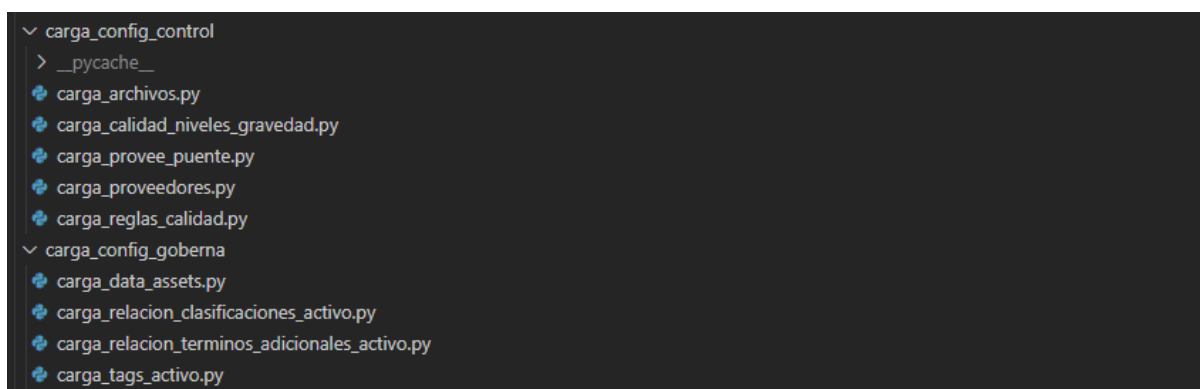 carga_config_control
__pycache__
carga_archivos.py
carga_calidad_niveles_gravedad.py
carga_provee_puente.py
carga_proveedores.py
carga_reglas_calidad.py
carga_config_goberna
carga_data_assets.py
carga_relacion_clasificaciones_activo.py
carga_relacion_terminos_adicionales_activo.py
carga_tags_activo.py